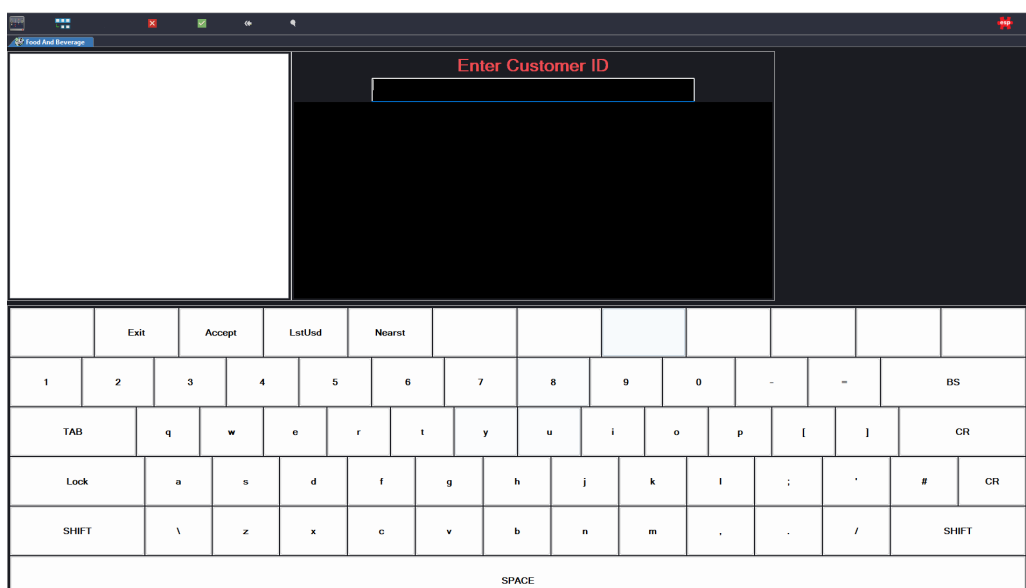 esp
Food And Beverage
Enter Customer ID
Exit Accept LstUsd Nearst
1 2 3 4 5 6 7 8 9 0 - = BS
TAB q w e r t y u i o p [ ] CR
Lock a s d f g h j k l ; ' # CR
SHIFT \ z x c v b n m , . / SHIFT
SPACE